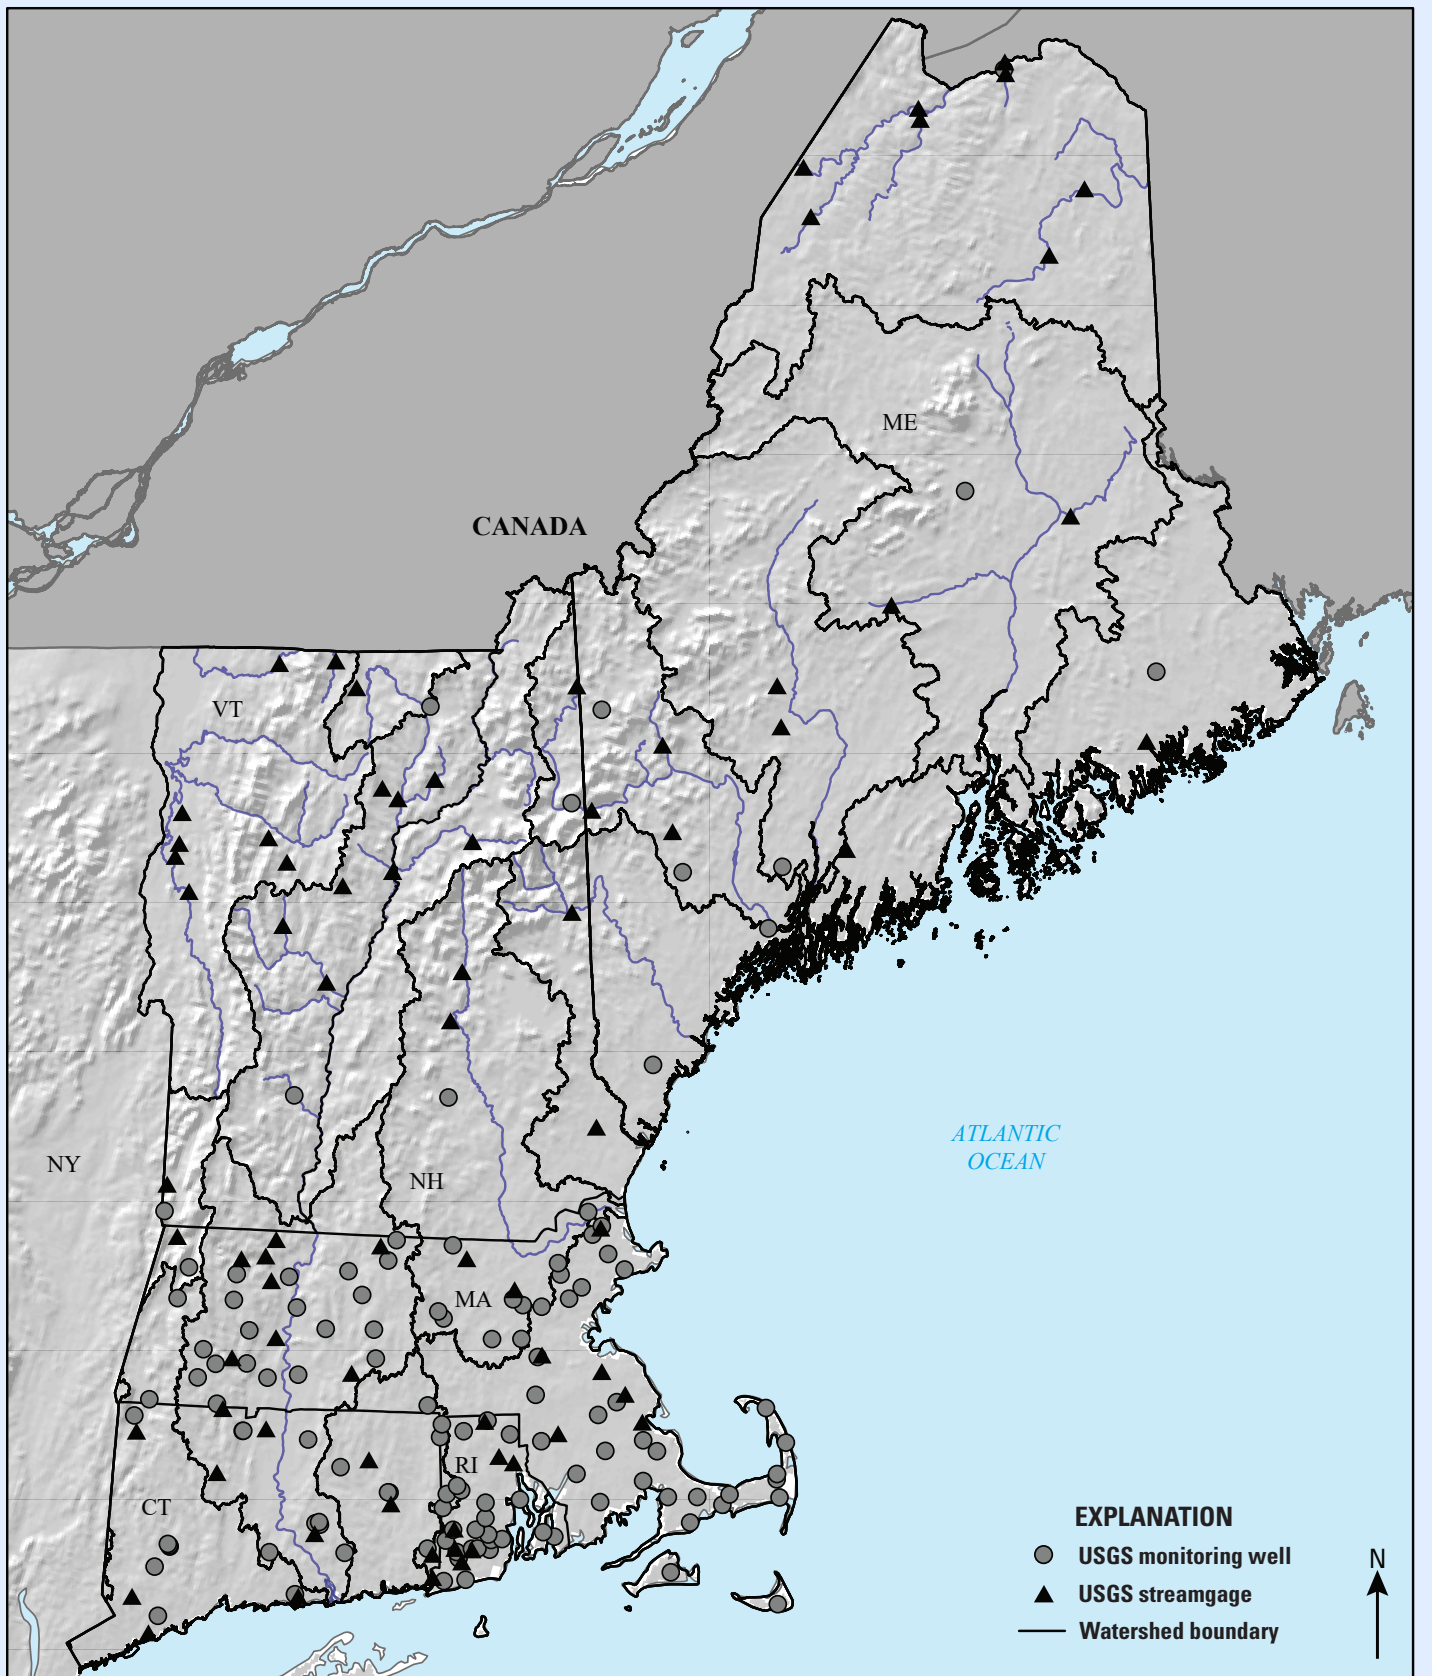 ME
CANADA
VT
ATLANTIC
OCEAN
NY
NH
MA
RI
CT
EXPLANATION
USGS monitoring well
USGS streamgage
Watershed boundary
N